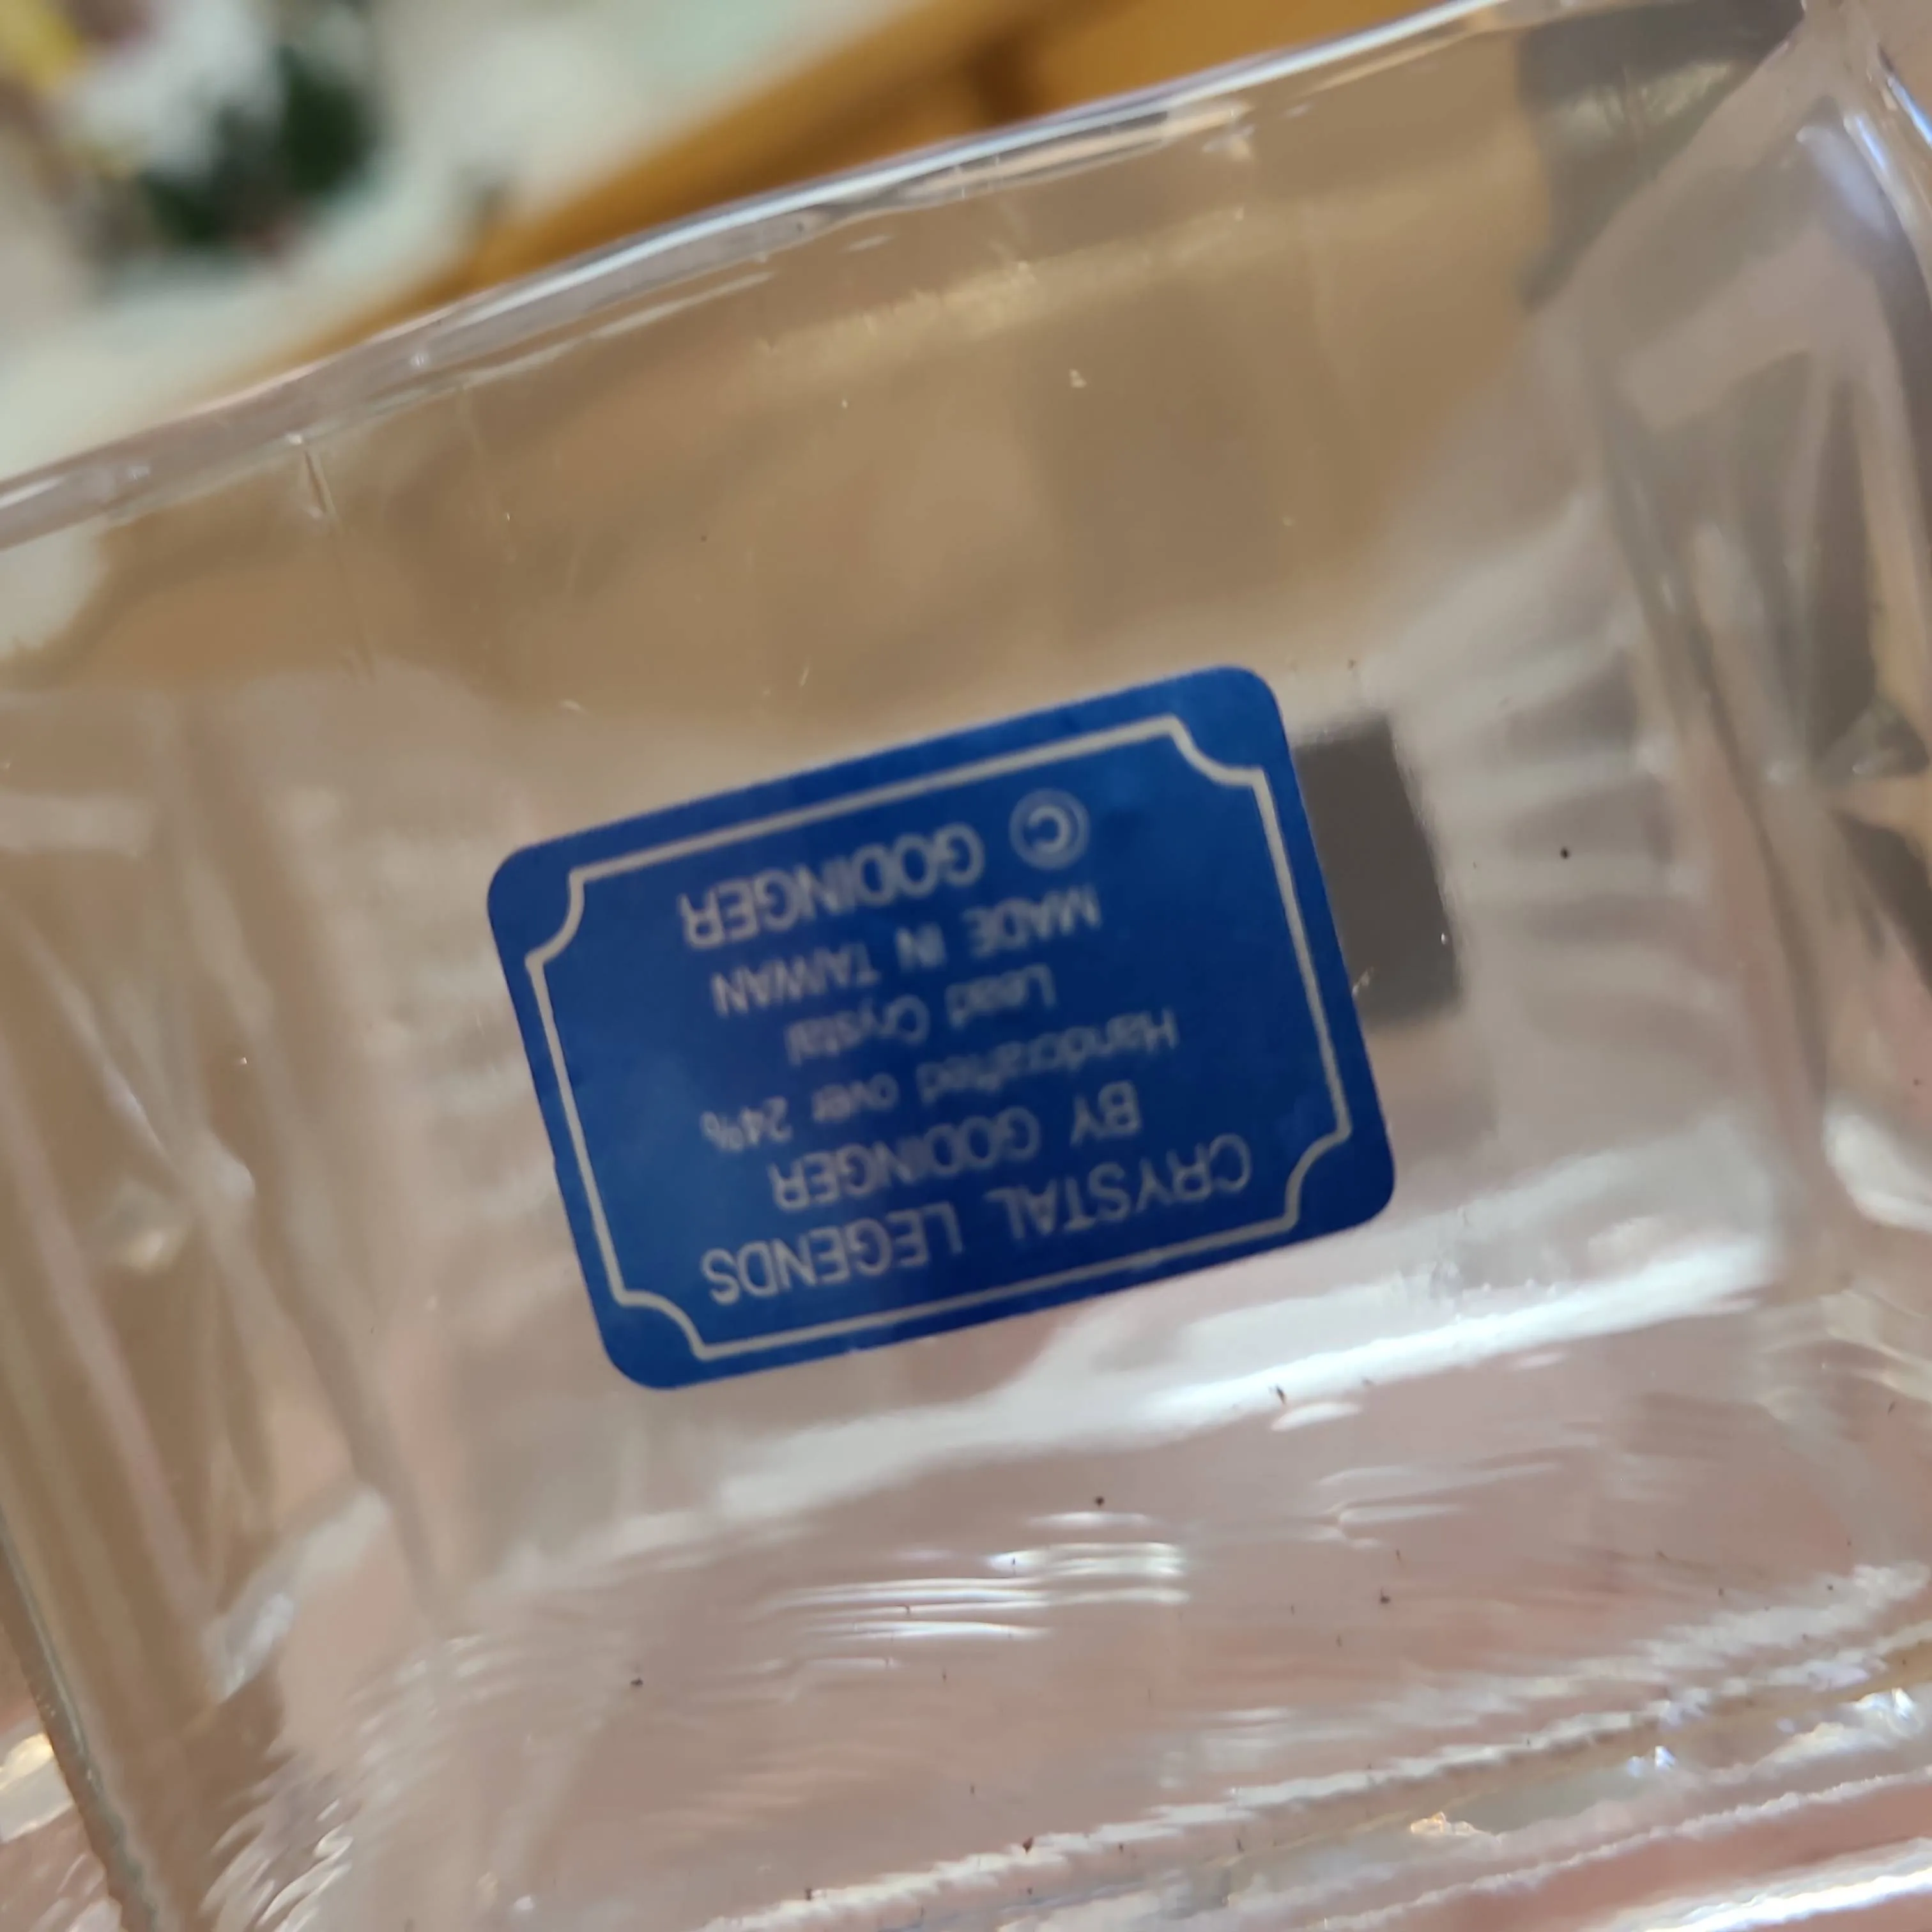 CRYSTAL LEGENDS
BY GODINGER
Handcrafted over 24%
Lead Crystal
MADE IN TAIWAN
© GODINGER